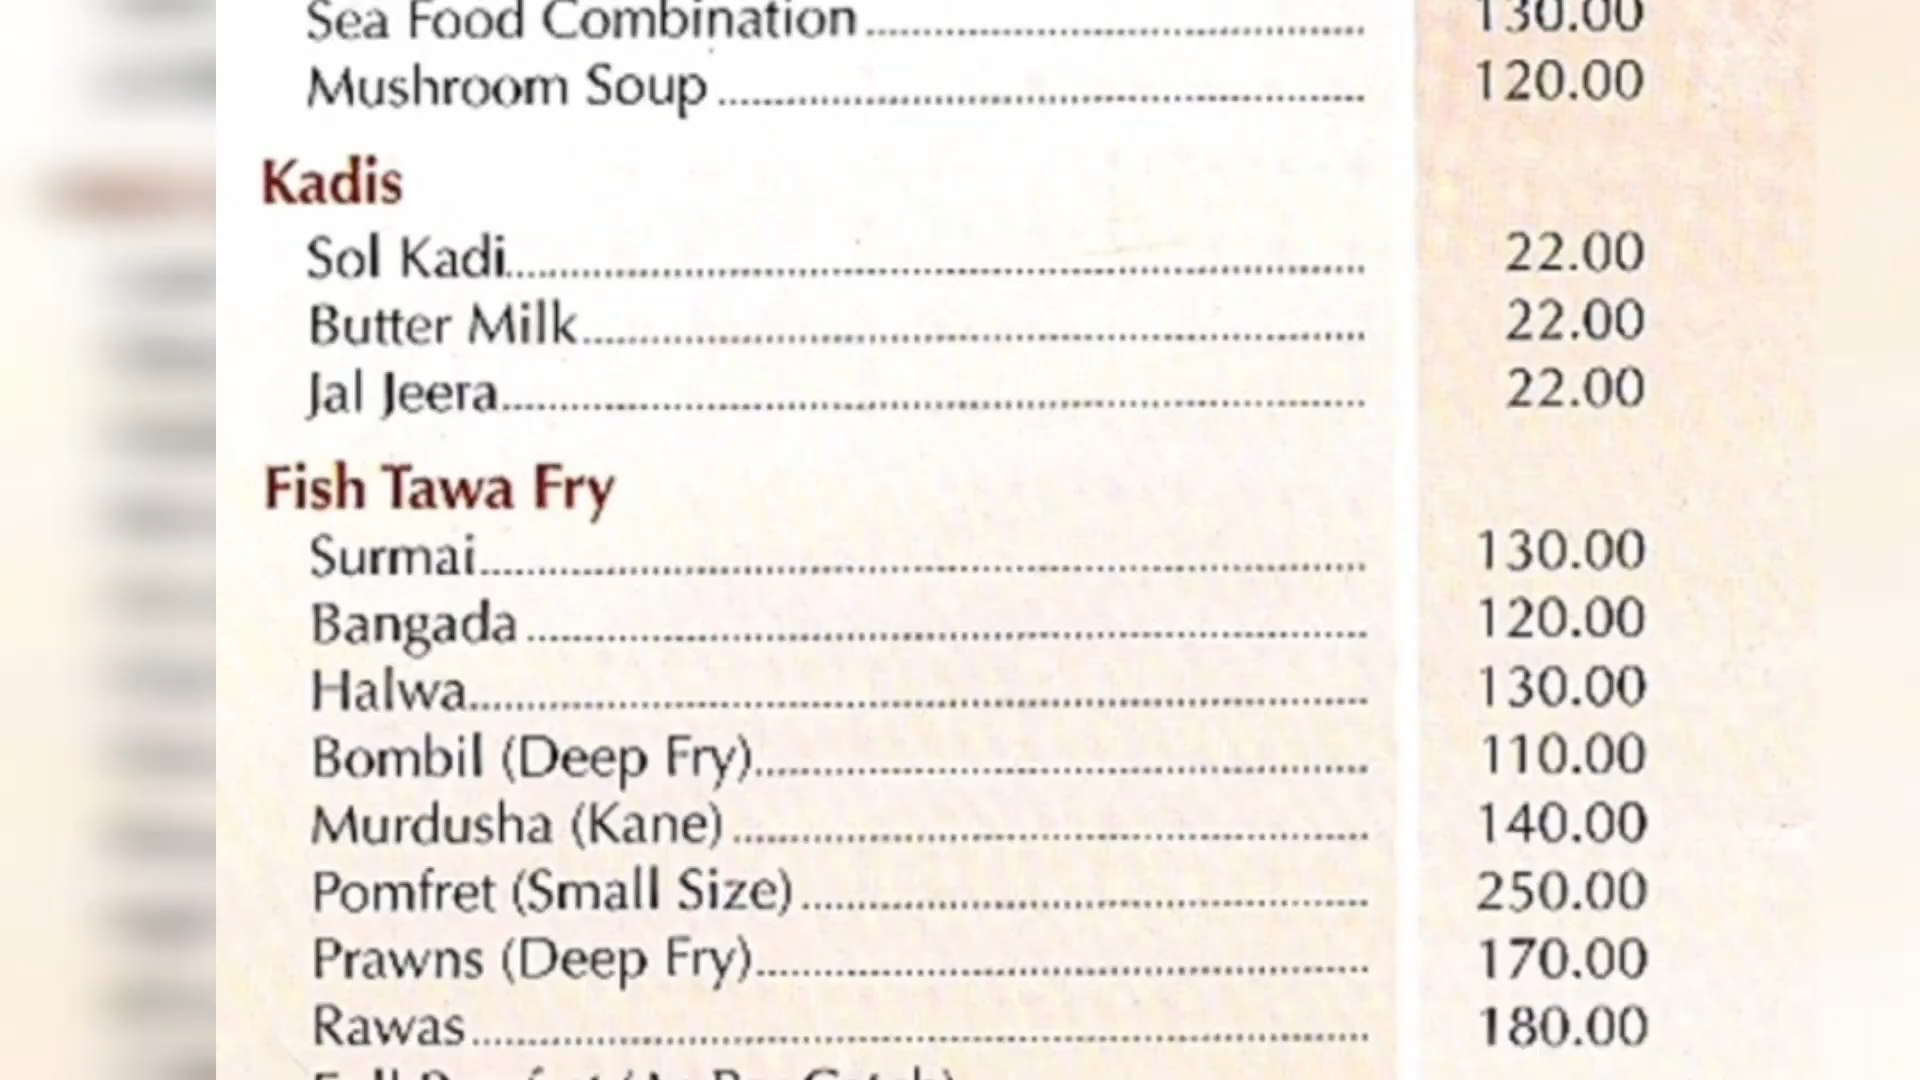 Sea Food Combination 130.00
Mushroom Soup 120.00
Kadis
Sol Kadi 22.00
Butter Milk 22.00
Jal Jeera 22.00
Fish Tawa Fry
Surmai 130.00
Bangada 120.00
Halwa 130.00
Bombil (Deep Fry) 110.00
Murdusha (Kane) 140.00
Pomfret (Small Size) 250.00
Prawns (Deep Fry) 170.00
Rawas 180.00